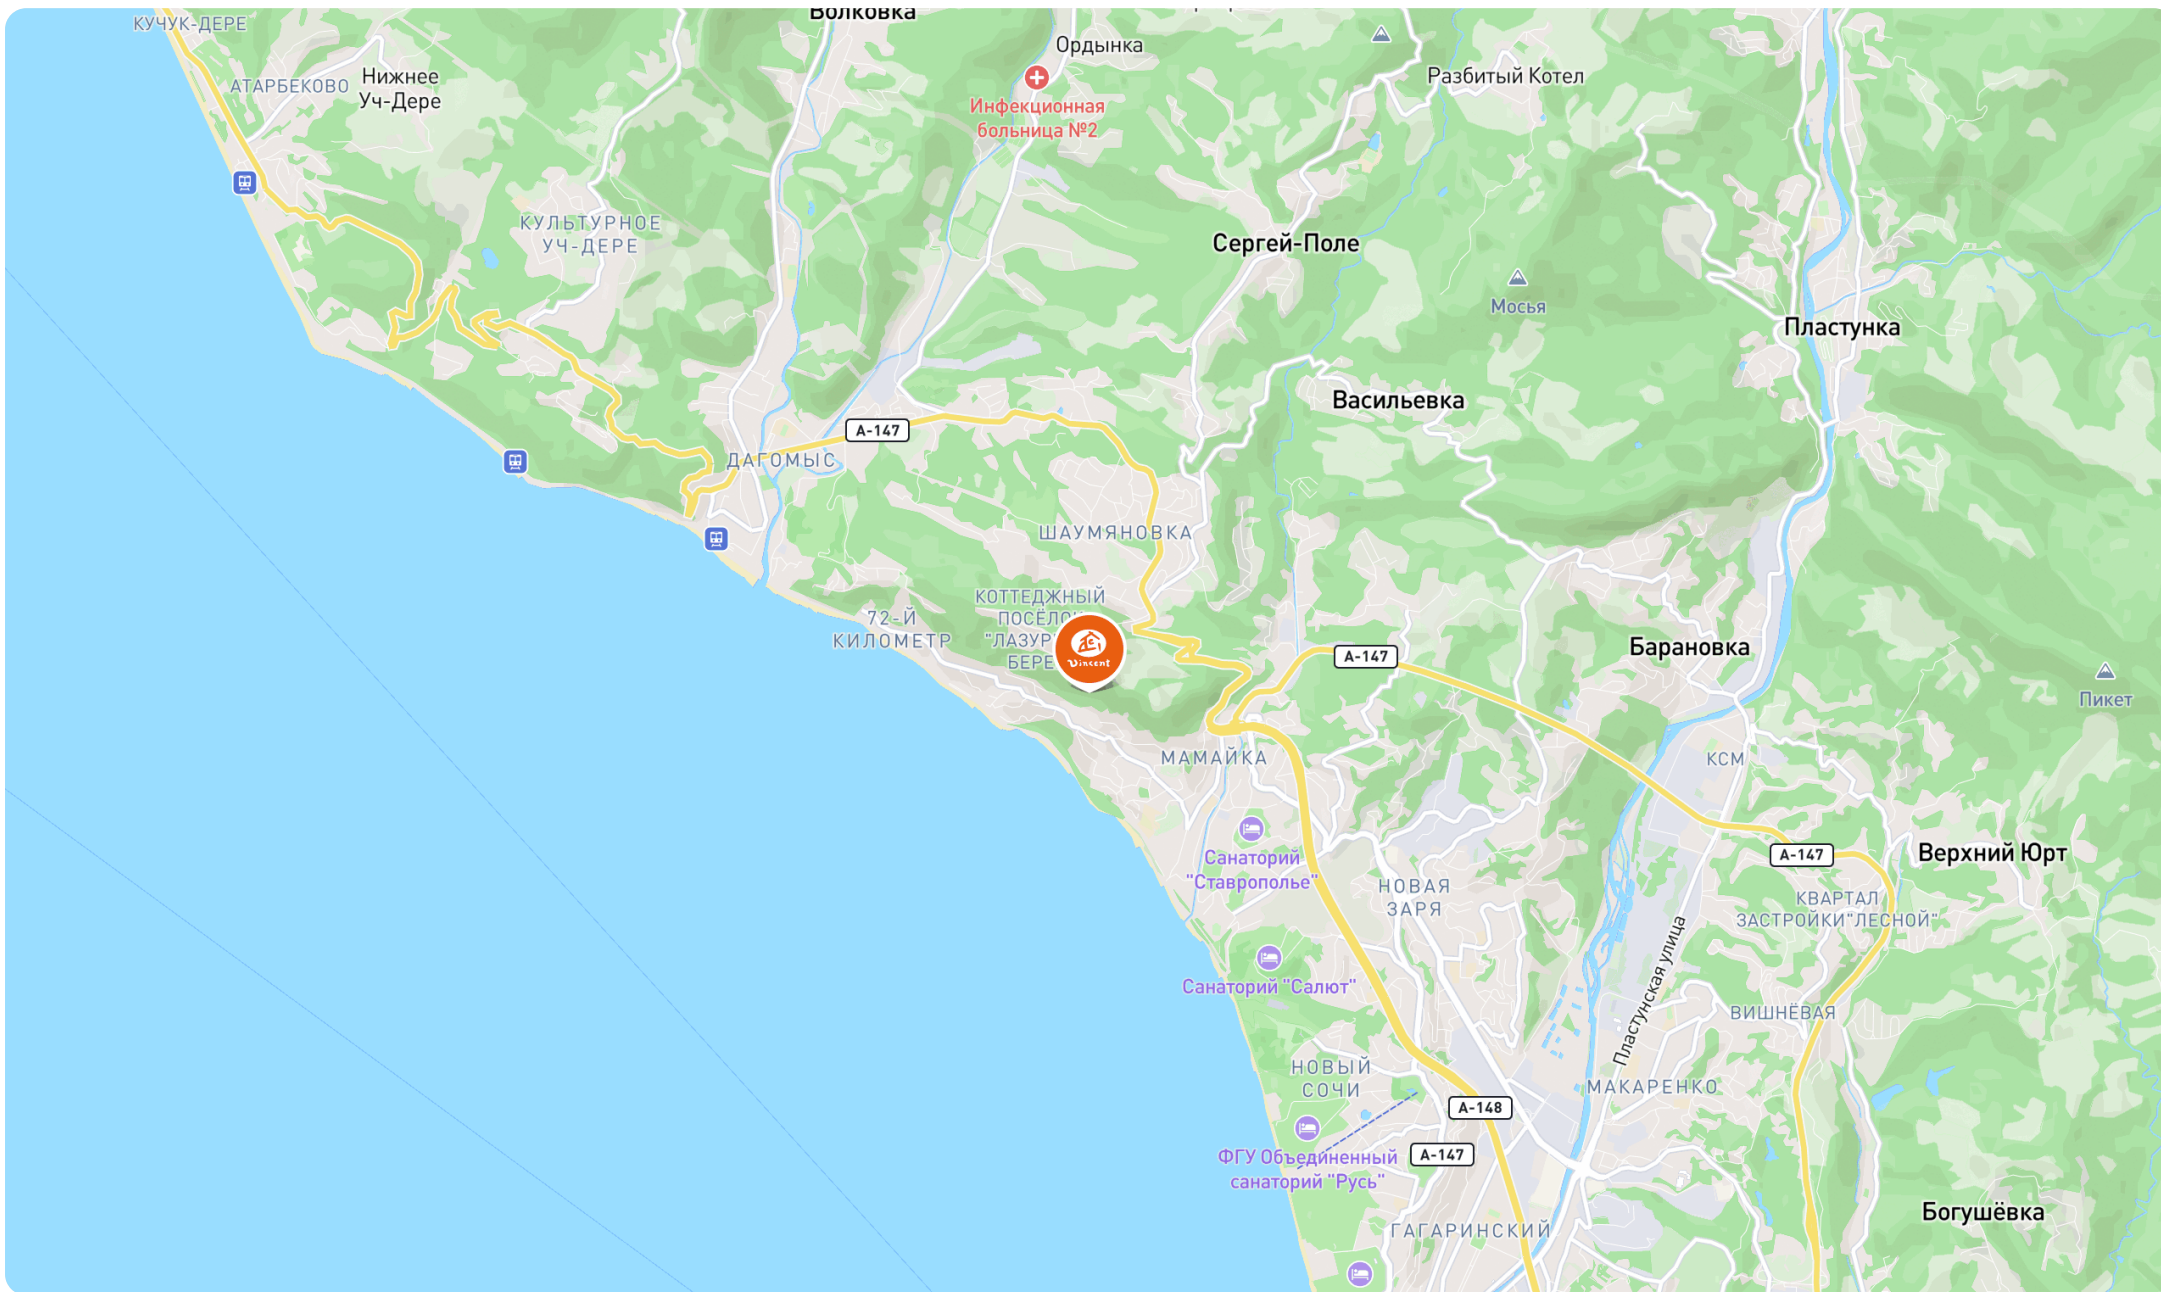 КУЧУК-ДЕРЕ
Волковка
Ордынка
АТАРБЕКОВО
Нижнее
Уч-Дере
Разбитый Котел
Инфекционная
больница №2
КУЛЬТУРНОЕ
УЧ-ДЕРЕ
Сергей-Поле
Мосья
Пластунка
Васильевка
А-147
ДАГОМЫС
ШАУМЯНОВКА
КОТТЕДЖНЫЙ
ПОСЁЛО
"ЛАЗУР
БЕРЕ
72-Й
КИЛОМЕТР
Vincent
А-147
Барановка
Пикет
МАМАЙКА
КСМ
Санаторий
"Ставрополье"
НОВАЯ
ЗАРЯ
А-147
Верхний Юрт
КВАРТАЛ
ЗАСТРОЙКИ"ЛЕСНОЙ"
Пластунская улица
Санаторий "Салют"
ВИШНЁВАЯ
НОВЫЙ
СОЧИ
МАКАРЕНКО
А-148
ФГУ Объединенный
санаторий "Русь"
А-147
Богушёвка
ГАГАРИНСКИЙ